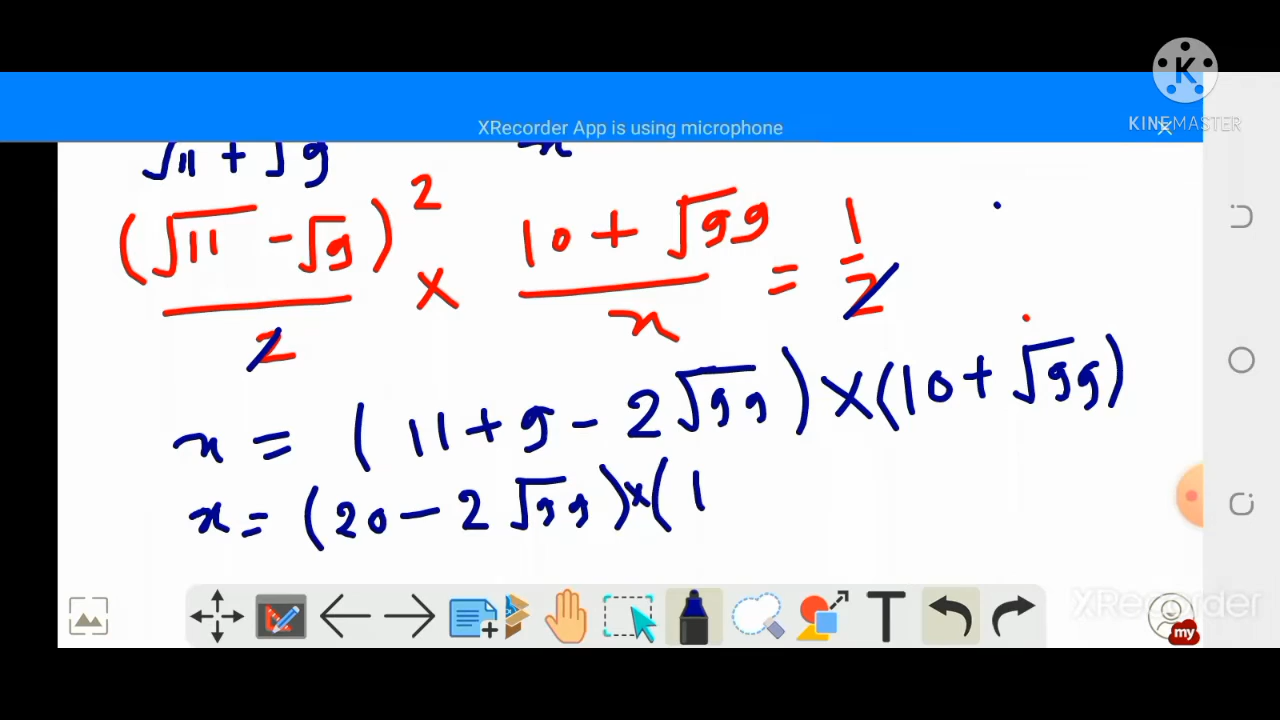 K
KINEMASTER
XRecorder App is using microphone
√11 + √9 x
(√11 - √9)² / 2 × 10 + √99 / x = 1/2
x = (11 + 9 - 2√99) × (10 + √99)
x = (20 - 2√99) × (1
T
XRecorder
my